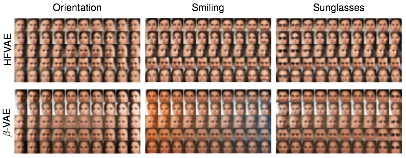 Orientation Smiling Sunglasses
HFVAE
β-VAE